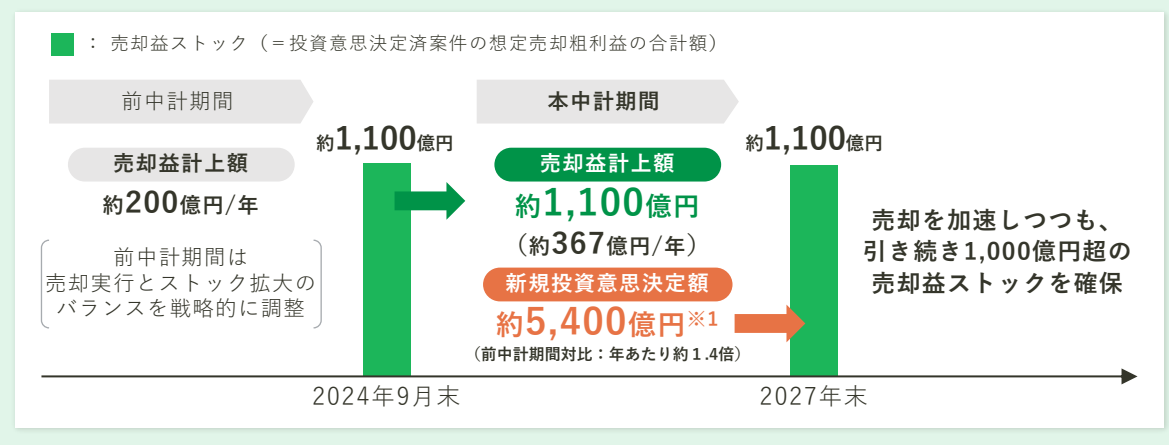 ： 売却益ストック（＝投資意思決定済案件の想定売却粗利益の合計額）
前中計期間
売却益計上額
約200億円/年
前中計期間は
売却実行とストック拡大の
バランスを戦略的に調整
約1,100億円
本中計期間
売却益計上額
約1,100億円
（約367億円/年）
新規投資意思決定額
約5,400億円※1
（前中計期間対比：年あたり約1.4倍）
約1,100億円
売却を加速しつつも、
引き続き1,000億円超の
売却益ストックを確保
2024年9月末
2027年末